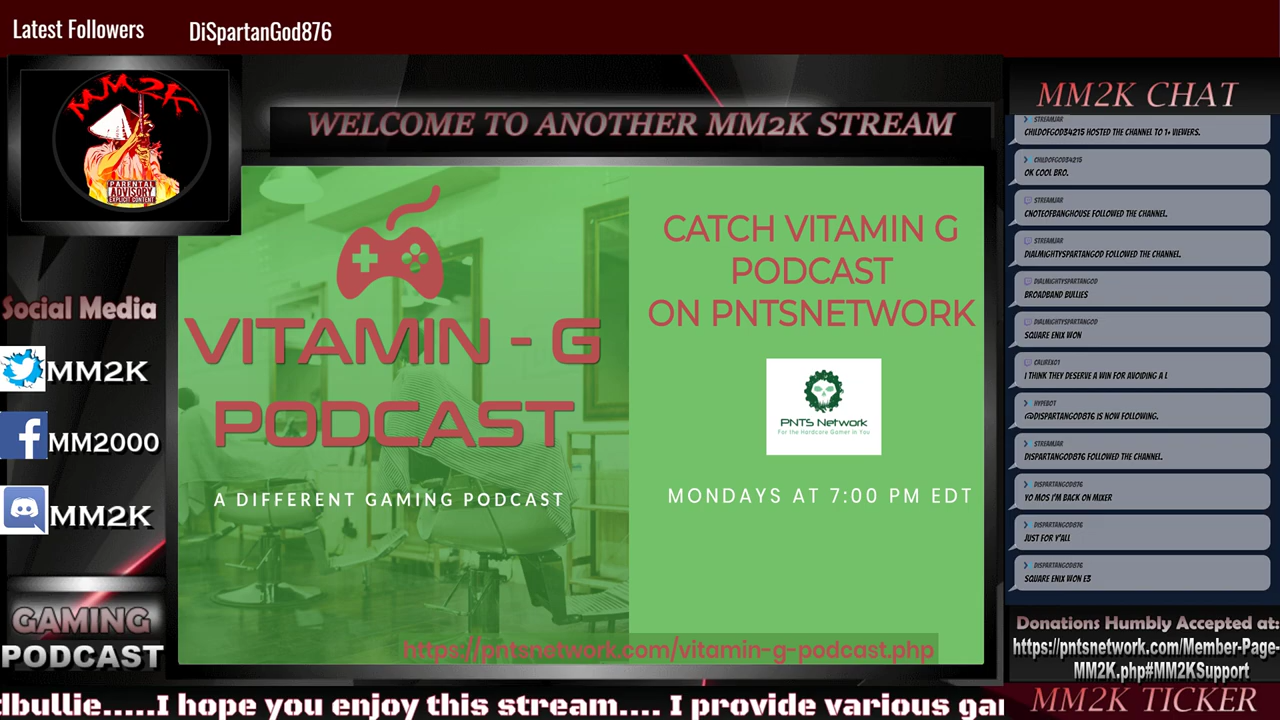 Latest Followers
DiSpartanGod876
MM2K
PARENTAL
ADVISORY
EXPLICIT CONTENT
WELCOME TO ANOTHER MM2K STREAM
Social Media
MM2K
MM2000
MM2K
GAMING
PODCAST
VITAMIN - G
PODCAST
A DIFFERENT GAMING PODCAST
CATCH VITAMIN G
PODCAST
ON PNTSNETWORK
PNTS Network
For the Hardcore Gamer in You
MONDAYS AT 7:00 PM EDT
https://pntsnetwork.com/vitamin-g-podcast.php
MM2K CHAT
STREAMJAR
CHILDOFGOD34215 HOSTED THE CHANNEL TO 1+ VIEWERS.
CHILDOFGOD34215
OK COOL BRO.
STREAMJAR
CNOTEOFBANGHOUSE FOLLOWED THE CHANNEL.
STREAMJAR
DIALMIGHTYSPARTANGOD FOLLOWED THE CHANNEL.
DIALMIGHTYSPARTANGOD
BROADBAND BULLIES
DIALMIGHTYSPARTANGOD
SQUARE ENIX WON
I THINK THEY DESERVE A WIN FOR AVOIDING A L
HYPEBOT
@DISPARTANGOD876 IS NOW FOLLOWING.
STREAMJAR
DISPARTANGOD876 FOLLOWED THE CHANNEL.
DISPARTANGOD876
YO MOS I'M BACK ON MIXER
DISPARTANGOD876
JUST FOR Y'ALL
DISPARTANGOD876
SQUARE ENIX WON E3
Donations Humbly Accepted at:
https://pntsnetwork.com/Member-Page-
MM2K.php#MM2KSupport
MM2K TICKER
dbullie.....I hope you enjoy this stream.... I provide various gam